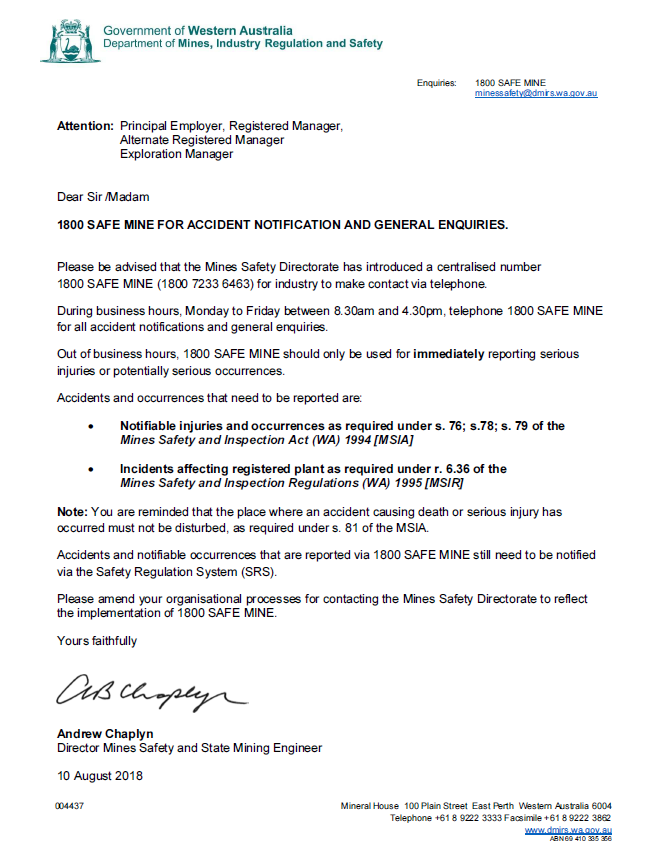 Government of Western Australia
Department of Mines, Industry Regulation and Safety
Enquiries: 1800 SAFE MINE
minessafety@dmirs.wa.gov.au
Attention: Principal Employer, Registered Manager,
Alternate Registered Manager
Exploration Manager
Dear Sir /Madam
1800 SAFE MINE FOR ACCIDENT NOTIFICATION AND GENERAL ENQUIRIES.
Please be advised that the Mines Safety Directorate has introduced a centralised number
1800 SAFE MINE (1800 7233 6463) for industry to make contact via telephone.
During business hours, Monday to Friday between 8.30am and 4.30pm, telephone 1800 SAFE MINE
for all accident notifications and general enquiries.
Out of business hours, 1800 SAFE MINE should only be used for immediately reporting serious
injuries or potentially serious occurrences.
Accidents and occurrences that need to be reported are:
• Notifiable injuries and occurrences as required under s. 76; s.78; s. 79 of the
Mines Safety and Inspection Act (WA) 1994 [MSIA]
• Incidents affecting registered plant as required under r. 6.36 of the
Mines Safety and Inspection Regulations (WA) 1995 [MSIR]
Note: You are reminded that the place where an accident causing death or serious injury has
occurred must not be disturbed, as required under s. 81 of the MSIA.
Accidents and notifiable occurrences that are reported via 1800 SAFE MINE still need to be notified
via the Safety Regulation System (SRS).
Please amend your organisational processes for contacting the Mines Safety Directorate to reflect
the implementation of 1800 SAFE MINE.
Yours faithfully
AB Chaplyn
Andrew Chaplyn
Director Mines Safety and State Mining Engineer
10 August 2018
004437
Mineral House 100 Plain Street East Perth Western Australia 6004
Telephone +61 8 9222 3333 Facsimile +61 8 9222 3862
www.dmirs.wa.gov.au
ABN 69 410 335 356